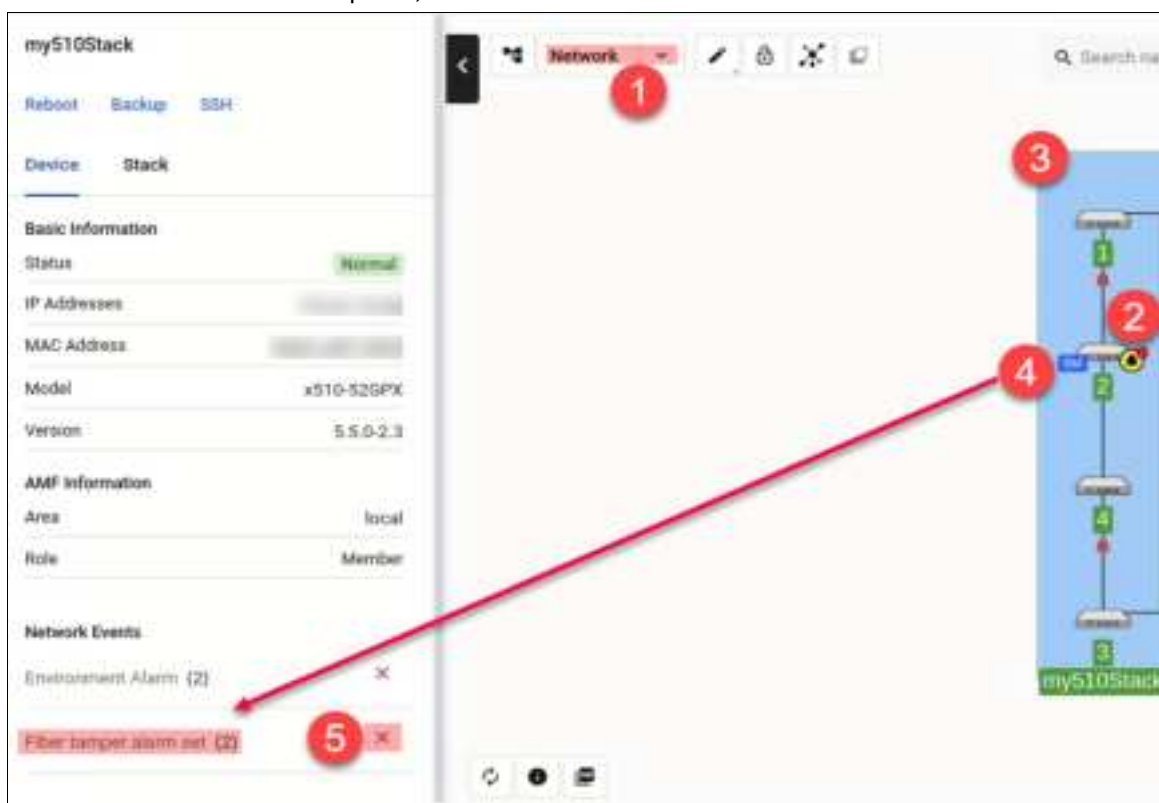 my510Stack
Reboot Backup SSH
Device Stack
Basic Information
Status Normal
IP Addresses
MAC Address
Model x510-52GPX
Version 5.5.0-2.3
AMF Information
Area local
Role Member
Network Events
Environment Alarm (2)
Fiber tamper alarm set (2)
5
Network
1
Search
3
1
2
4
2
4
3
my510Stack